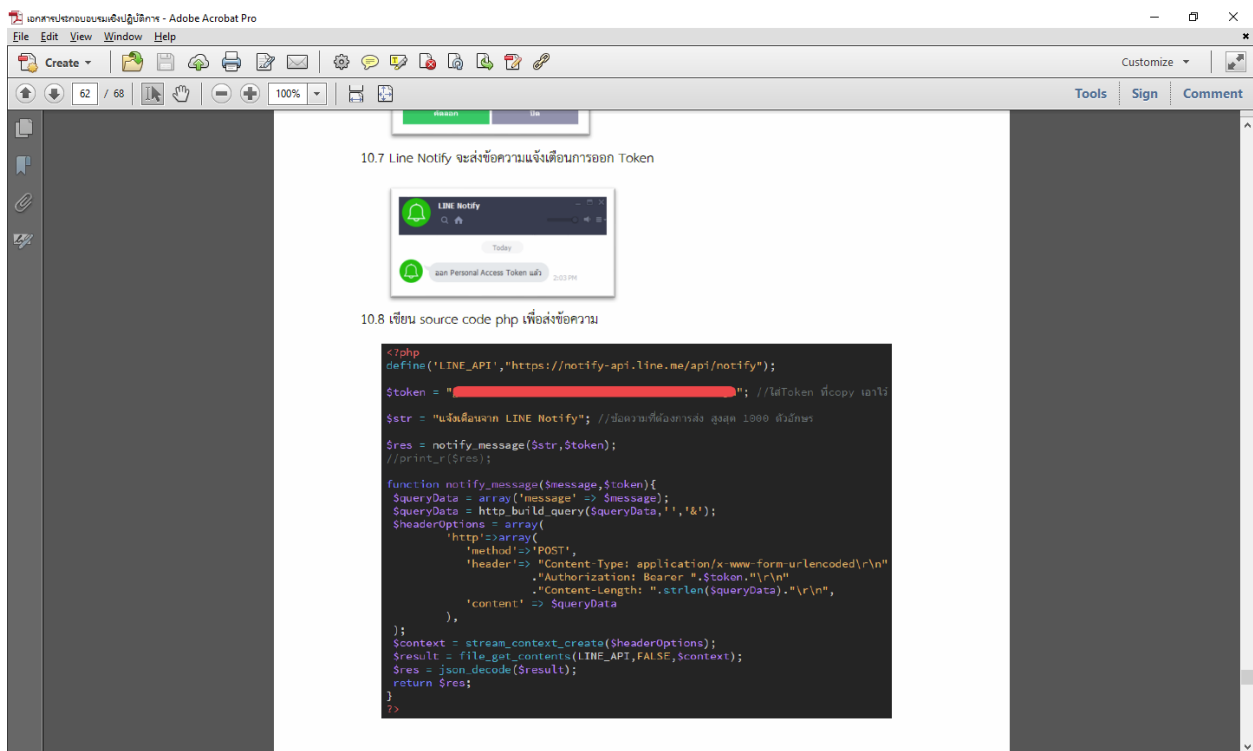 เอกสารประกอบอบรมเชิงปฏิบัติการ - Adobe Acrobat Pro
File Edit View Window Help
Create Customize
62 / 68 100% Tools Sign Comment
คัดลอก ปิด
10.7 Line Notify จะส่งข้อความแจ้งเตือนการออก Token
LINE Notify
Today
ออก Personal Access Token แล้ว 2:03 PM
10.8 เขียน source code php เพื่อส่งข้อความ
<?php
define('LINE_API',"https://notify-api.line.me/api/notify");
$token = " "; //ใส่Token ที่copy เอาไว้
$str = "แจ้งเตือนจาก LINE Notify"; //ข้อความที่ต้องการส่ง สูงสุด 1000 ตัวอักษร
$res = notify_message($str,$token);
//print_r($res);
function notify_message($message,$token){
$queryData = array('message' => $message);
$queryData = http_build_query($queryData,'','&');
$headerOptions = array(
'http'=>array(
'method'=>'POST',
'header'=> "Content-Type: application/x-www-form-urlencoded\r\n"
."Authorization: Bearer ".$token."\r\n"
."Content-Length: ".strlen($queryData)."\r\n",
'content' => $queryData
),
);
$context = stream_context_create($headerOptions);
$result = file_get_contents(LINE_API,FALSE,$context);
$res = json_decode($result);
return $res;
}
?>